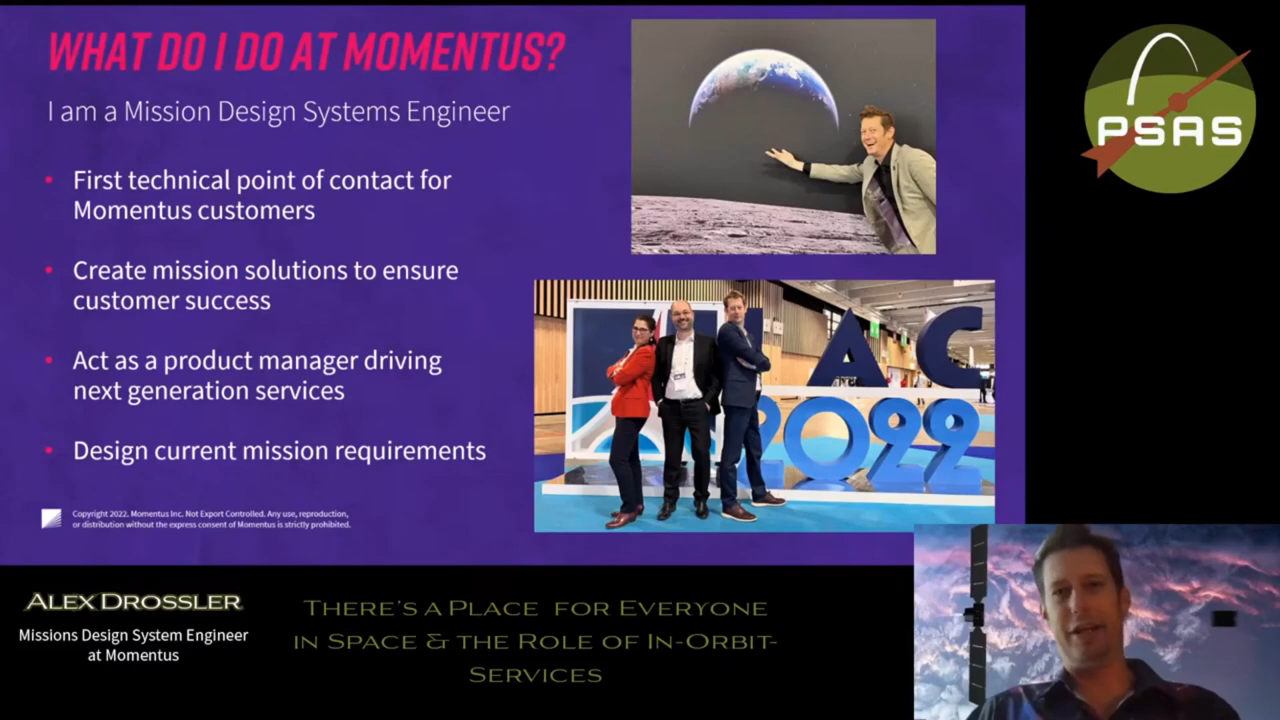 WHAT DO I DO AT MOMENTUS?
I am a Mission Design Systems Engineer
• First technical point of contact for
Momentus customers
• Create mission solutions to ensure
customer success
• Act as a product manager driving
next generation services
• Design current mission requirements
Copyright 2022. Momentus Inc. Not Export Controlled. Any use, reproduction,
or distribution without the express consent of Momentus is strictly prohibited.
AC
2022
PSAS
ALEX DROSSLER
Missions Design System Engineer
at Momentus
THERE'S A PLACE FOR EVERYONE
IN SPACE & THE ROLE OF IN-ORBIT-
SERVICES